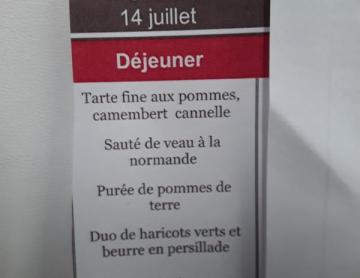 14 juillet
Déjeuner
Tarte fine aux pommes,
camembert cannelle
Sauté de veau à la
normande
Purée de pommes de
terre
Duo de haricots verts et
beurre en persillade